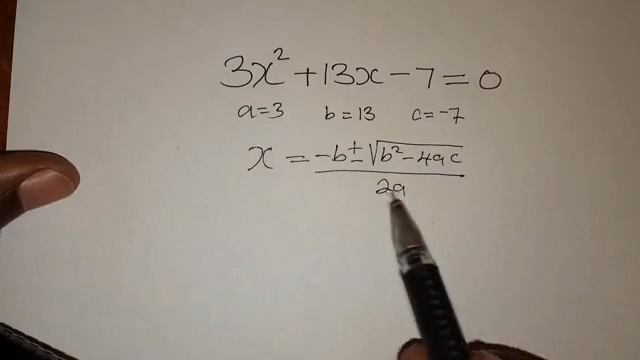 3x² + 13x - 7 = 0
a=3 b=13 c=-7
x = -b ± √b² - 4ac
2a